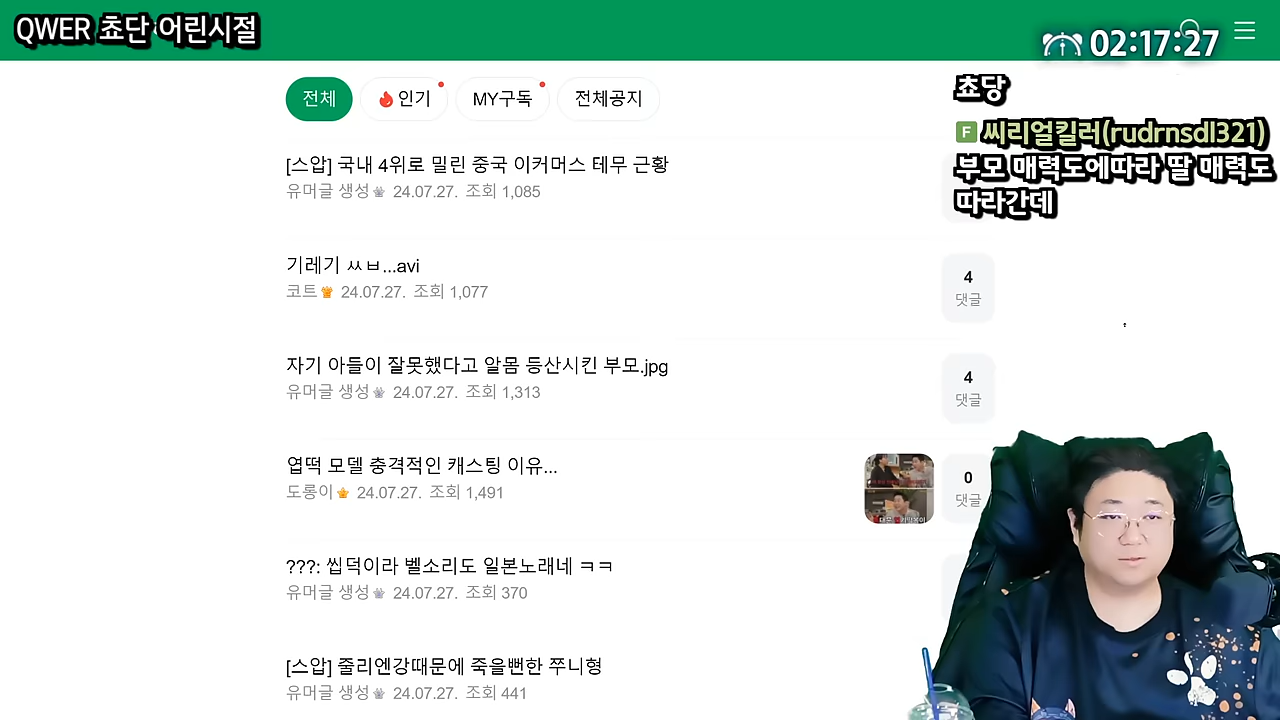 QWER 쵸단 어린시절
02:17:27
전체
인기
MY구독
전체공지
쵸당
F 씨리얼킬러(rudrnsdl321)
부모 매력도에따라 딸 매력도
따라간데
[스압] 국내 4위로 밀린 중국 이커머스 테무 근황
유머글 생성 24.07.27. 조회 1,085
기레기 ㅆㅂ...avi
코트 24.07.27. 조회 1,077
4
댓글
자기 아들이 잘못했다고 알몸 등산시킨 부모.jpg
유머글 생성 24.07.27. 조회 1,313
4
댓글
엽떡 모델 충격적인 캐스팅 이유...
도롱이 24.07.27. 조회 1,491
0
댓글
???: 씹덕이라 벨소리도 일본노래네 ㅋㅋ
유머글 생성 24.07.27. 조회 370
[스압] 줄리엔강때문에 죽을뻔한 쭈니형
유머글 생성 24.07.27. 조회 441